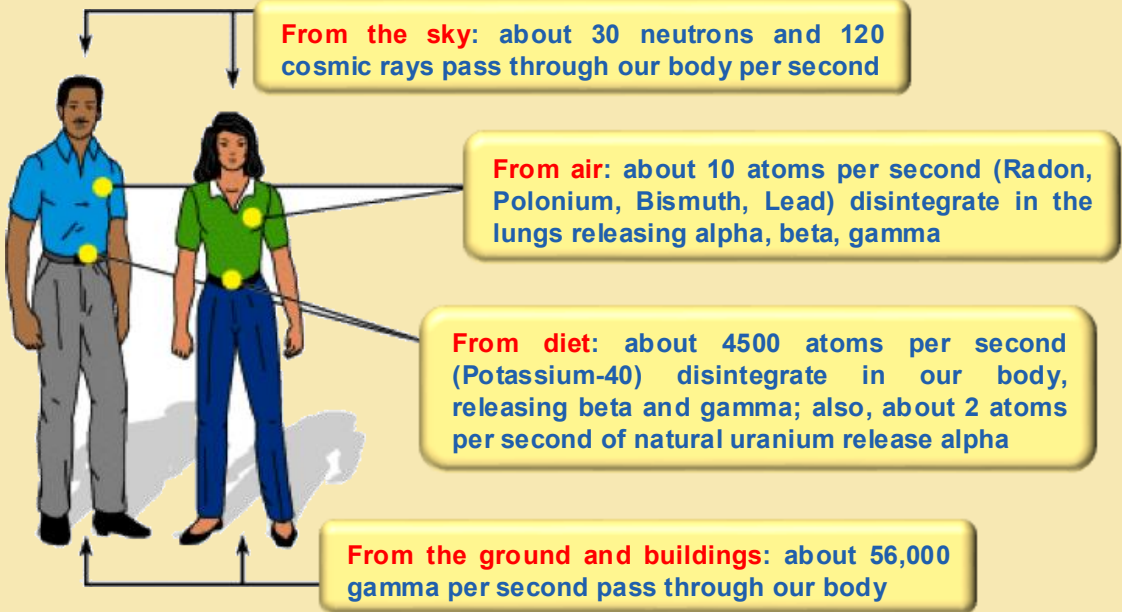 From the sky: about 30 neutrons and 120
cosmic rays pass through our body per second
From air: about 10 atoms per second (Radon,
Polonium, Bismuth, Lead) disintegrate in the
lungs releasing alpha, beta, gamma
From diet: about 4500 atoms per second
(Potassium-40) disintegrate in our body,
releasing beta and gamma; also, about 2 atoms
per second of natural uranium release alpha
From the ground and buildings: about 56,000
gamma per second pass through our body